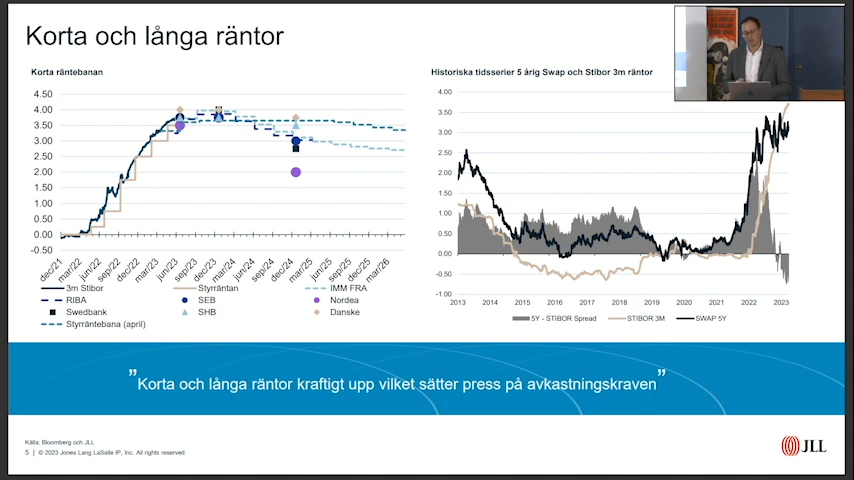 Korta och långa räntor
Korta räntebanan
4.50
4.00
3.50
3.00
2.50
2.00
1.50
1.00
0.50
0.00
-0.50
dec/21
mar/22
jun/22
sep/22
dec/22
mar/23
jun/23
sep/23
dec/23
mar/24
jun/24
sep/24
dec/24
mar/25
jun/25
sep/25
dec/25
mar/26
3m Stibor
Styrräntan
IMM FRA
RIBA
SEB
Nordea
Swedbank
SHB
Danske
Styrräntebana (april)
Historiska tidsserier 5 årig Swap och Stibor 3m räntor
4.00
3.50
3.00
2.50
2.00
1.50
1.00
0.50
0.00
-0.50
-1.00
2013
2014
2015
2016
2017
2018
2019
2020
2021
2022
2023
5Y - STIBOR Spread
STIBOR 3M
SWAP 5Y
”Korta och långa räntor kraftigt upp vilket sätter press på avkastningskraven”
Källa: Bloomberg och JLL
5 | © 2023 Jones Lang LaSalle IP, Inc. All rights reserved.
JLL